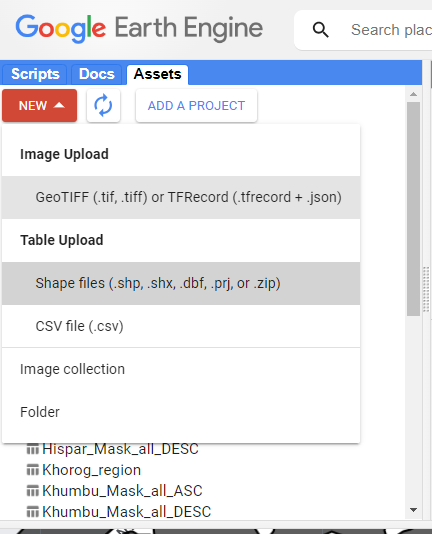 Google Earth Engine
Search plac
Scripts Docs Assets
NEW ADD A PROJECT
Image Upload
GeoTIFF (.tif, .tiff) or TFRecord (.tfrecord + .json)
Table Upload
Shape files (.shp, .shx, .dbf, .prj, or .zip)
CSV file (.csv)
Image collection
Folder
Hispar_Mask_all_DESC
Khorog_region
Khumbu_Mask_all_ASC
Khumbu_Mask_all_DESC